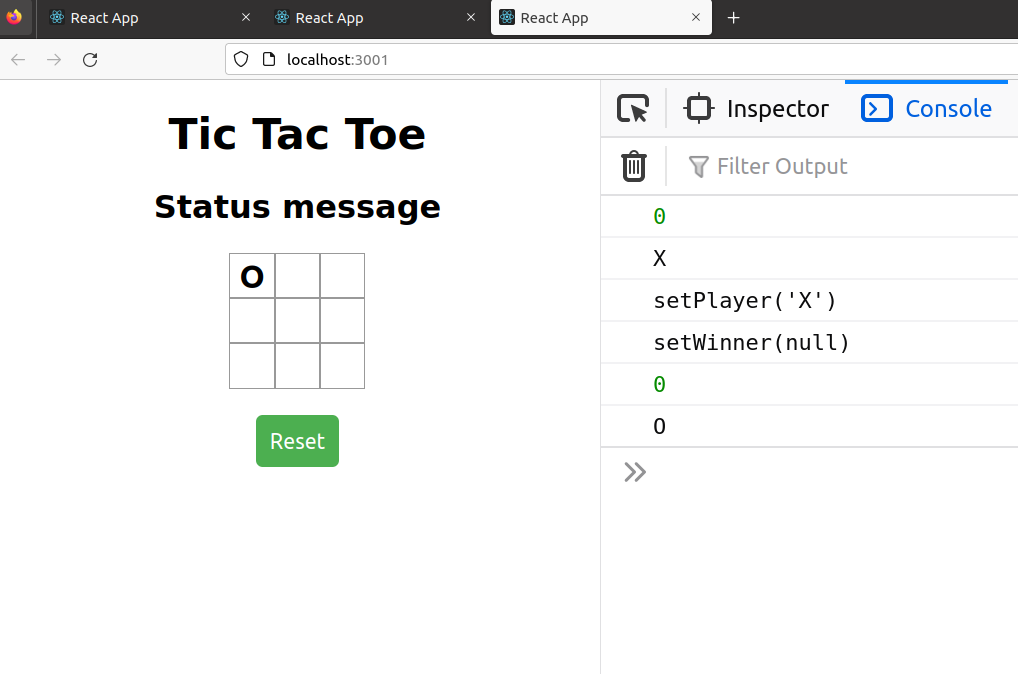 React App
React App
React App
localhost:3001
Tic Tac Toe
Status message
O
Reset
Inspector
Console
Filter Output
0
X
setPlayer('X')
setWinner(null)
0
O